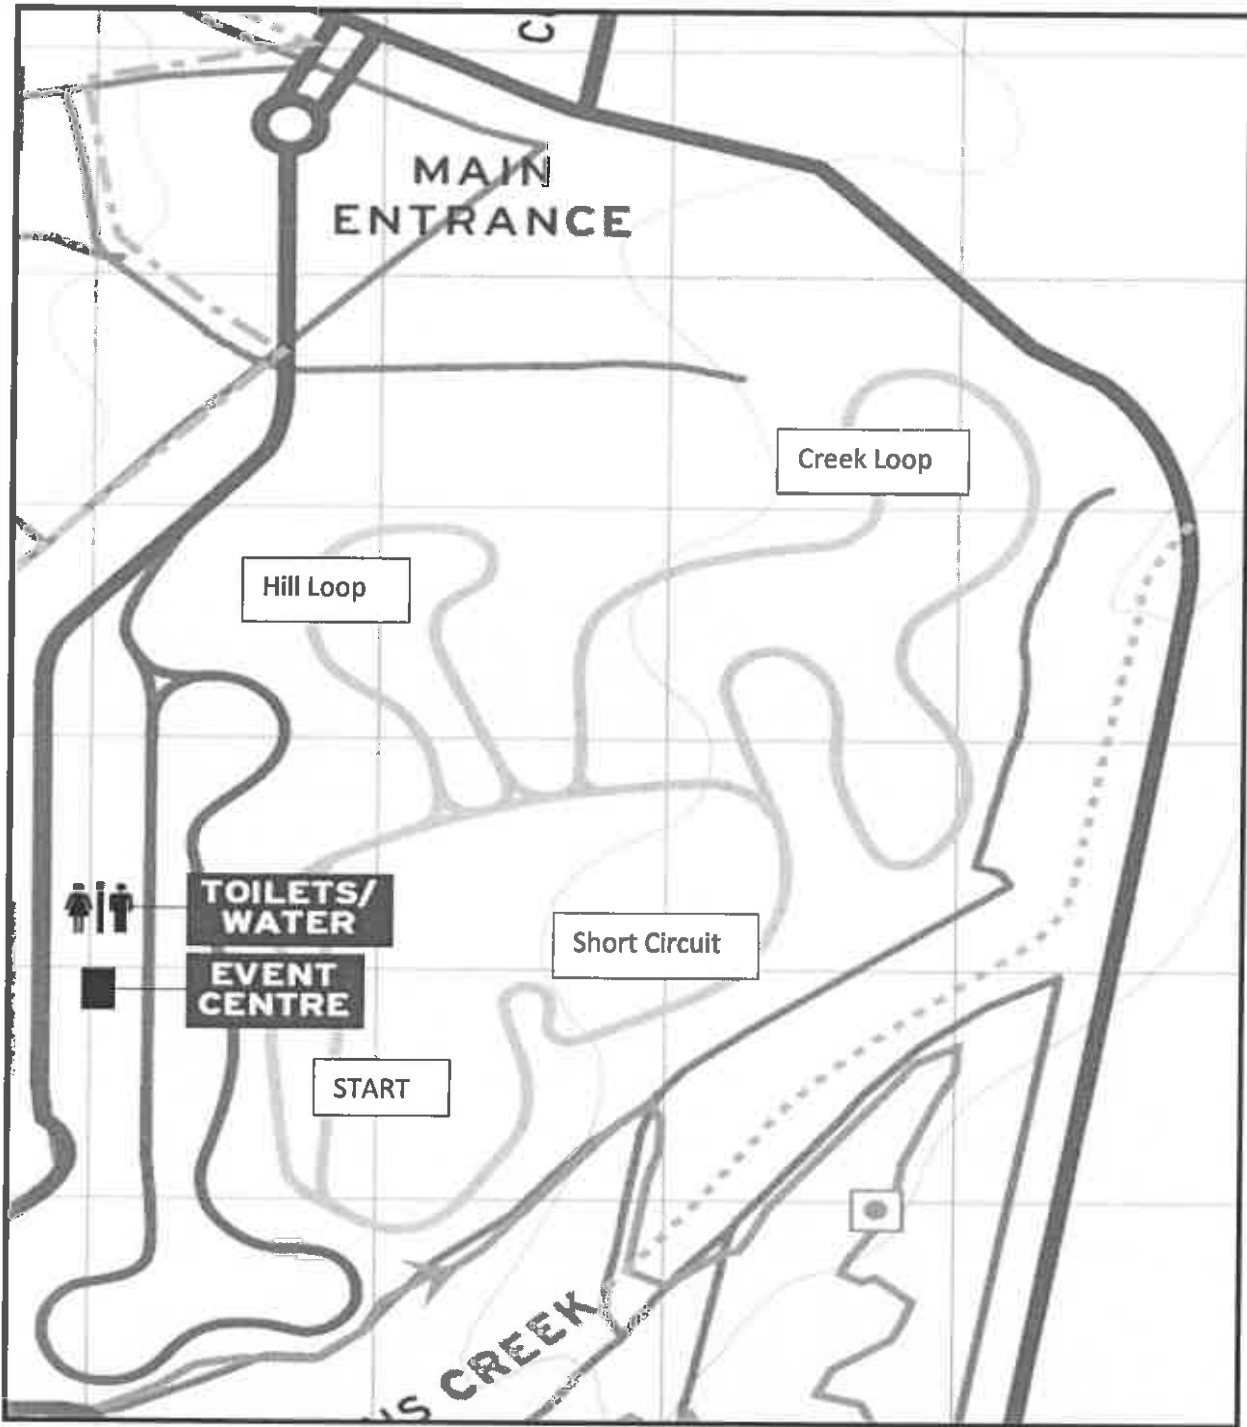 MAIN
ENTRANCE
Creek Loop
Hill Loop
TOILETS/
WATER
EVENT
CENTRE
Short Circuit
START
CREEK